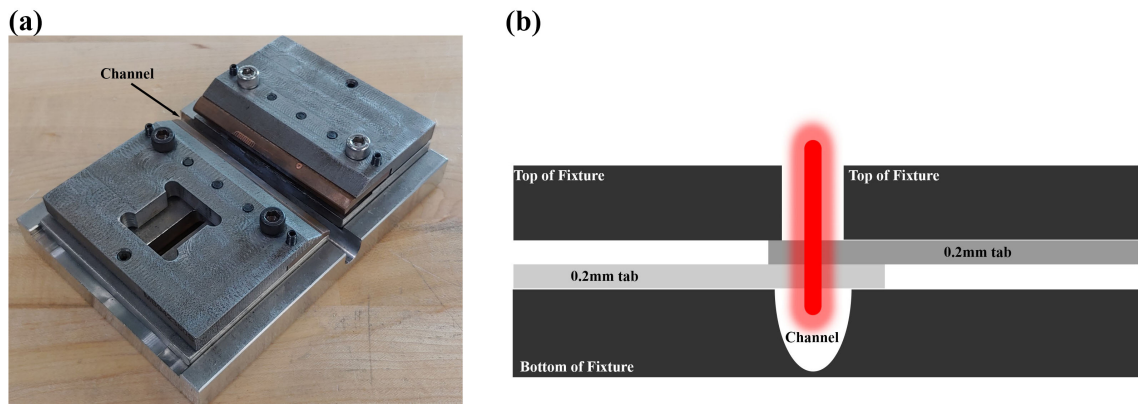 (a)
Channel
(b)
Top of Fixture
Top of Fixture
0.2mm tab
0.2mm tab
Channel
Bottom of Fixture